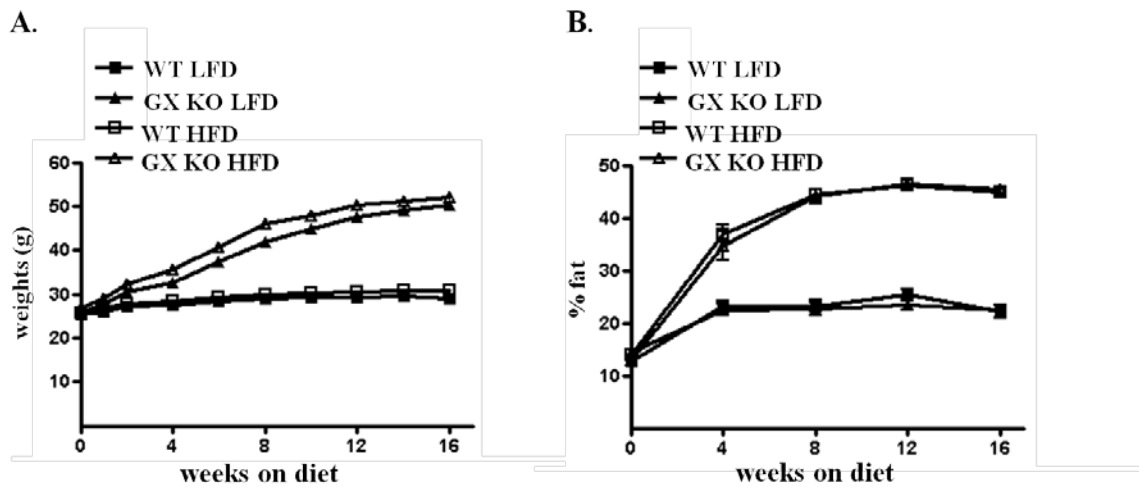 A.
WT LFD
GX KO LFD
WT HFD
GX KO HFD
60
50
40
30
20
10
weights (g)
0 4 8 12 16
weeks on diet
B.
WT LFD
GX KO LFD
WT HFD
GX KO HFD
50
40
30
20
10
% fat
0 4 8 12 16
weeks on diet